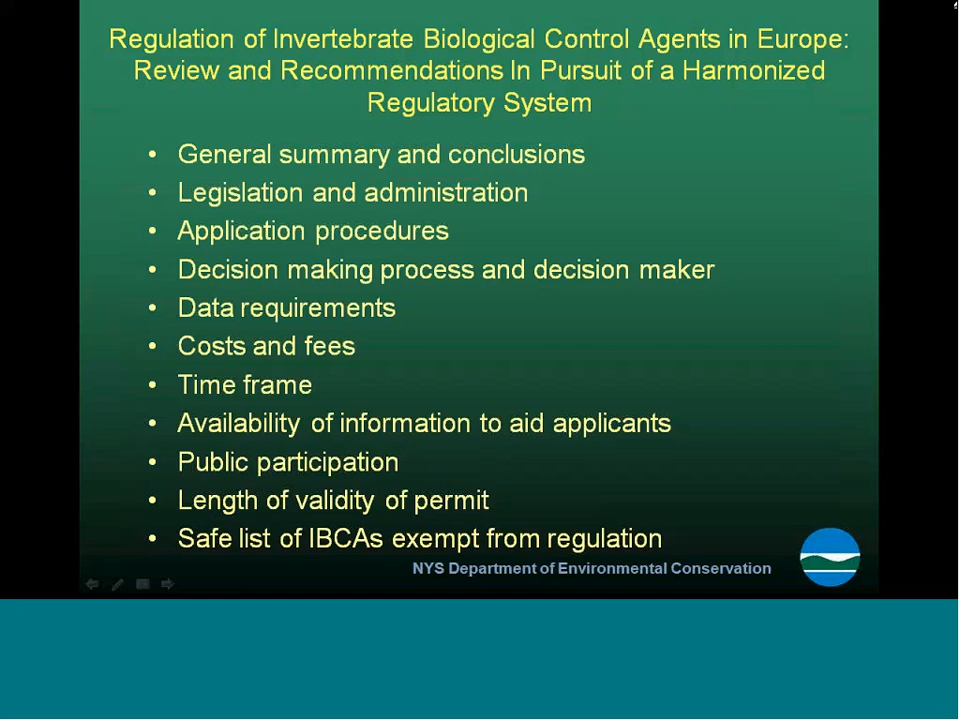 Regulation of Invertebrate Biological Control Agents in Europe:
Review and Recommendations In Pursuit of a Harmonized
Regulatory System
• General summary and conclusions
• Legislation and administration
• Application procedures
• Decision making process and decision maker
• Data requirements
• Costs and fees
• Time frame
• Availability of information to aid applicants
• Public participation
• Length of validity of permit
• Safe list of IBCAs exempt from regulation
NYS Department of Environmental Conservation